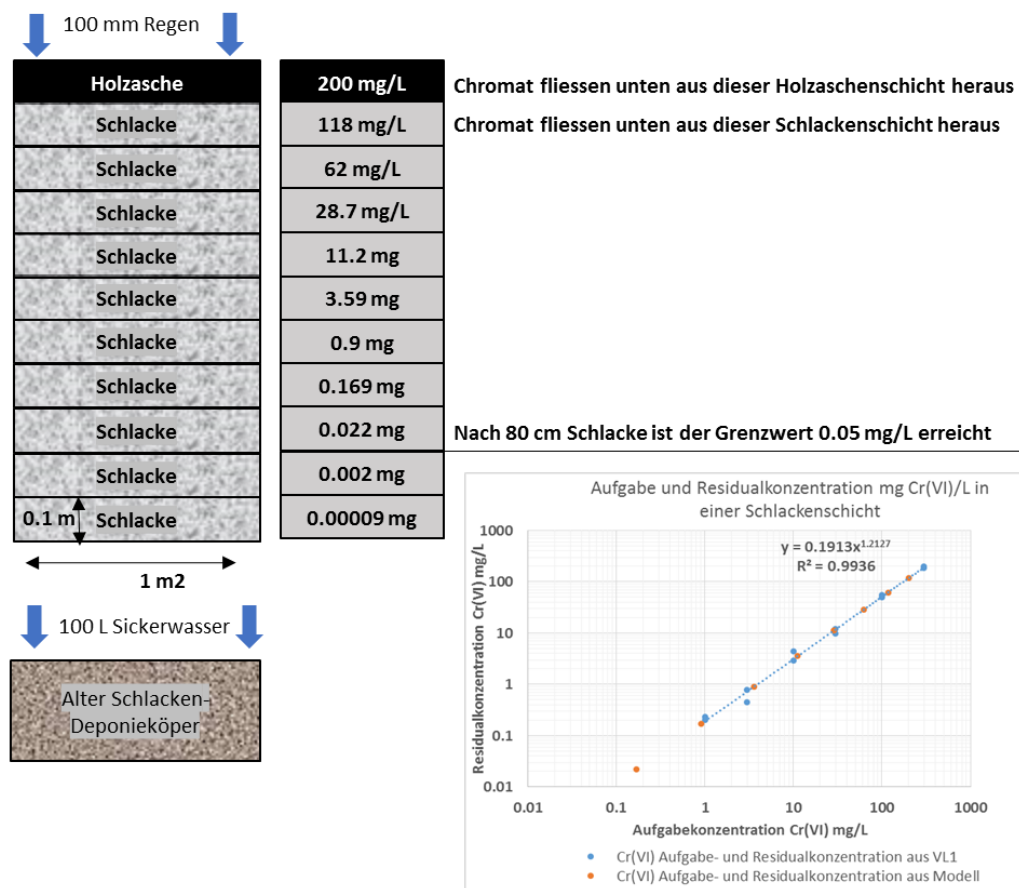 100 mm Regen
Holzasche 200 mg/L Chromat fliessen unten aus dieser Holzaschenschicht heraus
Schlacke 118 mg/L Chromat fliessen unten aus dieser Schlackenschicht heraus
Schlacke 62 mg/L
Schlacke 28.7 mg/L
Schlacke 11.2 mg
Schlacke 3.59 mg
Schlacke 0.9 mg
Schlacke 0.169 mg
Schlacke 0.022 mg Nach 80 cm Schlacke ist der Grenzwert 0.05 mg/L erreicht
Schlacke 0.002 mg
0.1 m Schlacke 0.00009 mg
1 m2
100 L Sickerwasser
Alter Schlacken-
Deponieköper
Aufgabe und Residualkonzentration mg Cr(VI)/L in
einer Schlackenschicht
y = 0.1913x^1.2127
R² = 0.9936
Residualkonzentration Cr(VI) mg/L
1000
100
10
1
0.1
0.01
0.01 0.1 1 10 100 1000
Aufgabekonzentration Cr(VI) mg/L
Cr(VI) Aufgabe- und Residualkonzentration aus VL1
Cr(VI) Aufgabe- und Residualkonzentration aus Modell